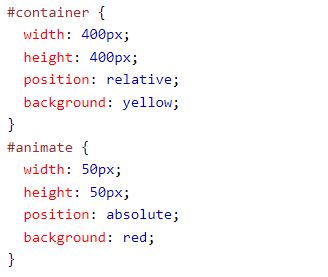 #container {
  width: 400px;
  height: 400px;
  position: relative;
  background: yellow;
}
#animate {
  width: 50px;
  height: 50px;
  position: absolute;
  background: red;
}